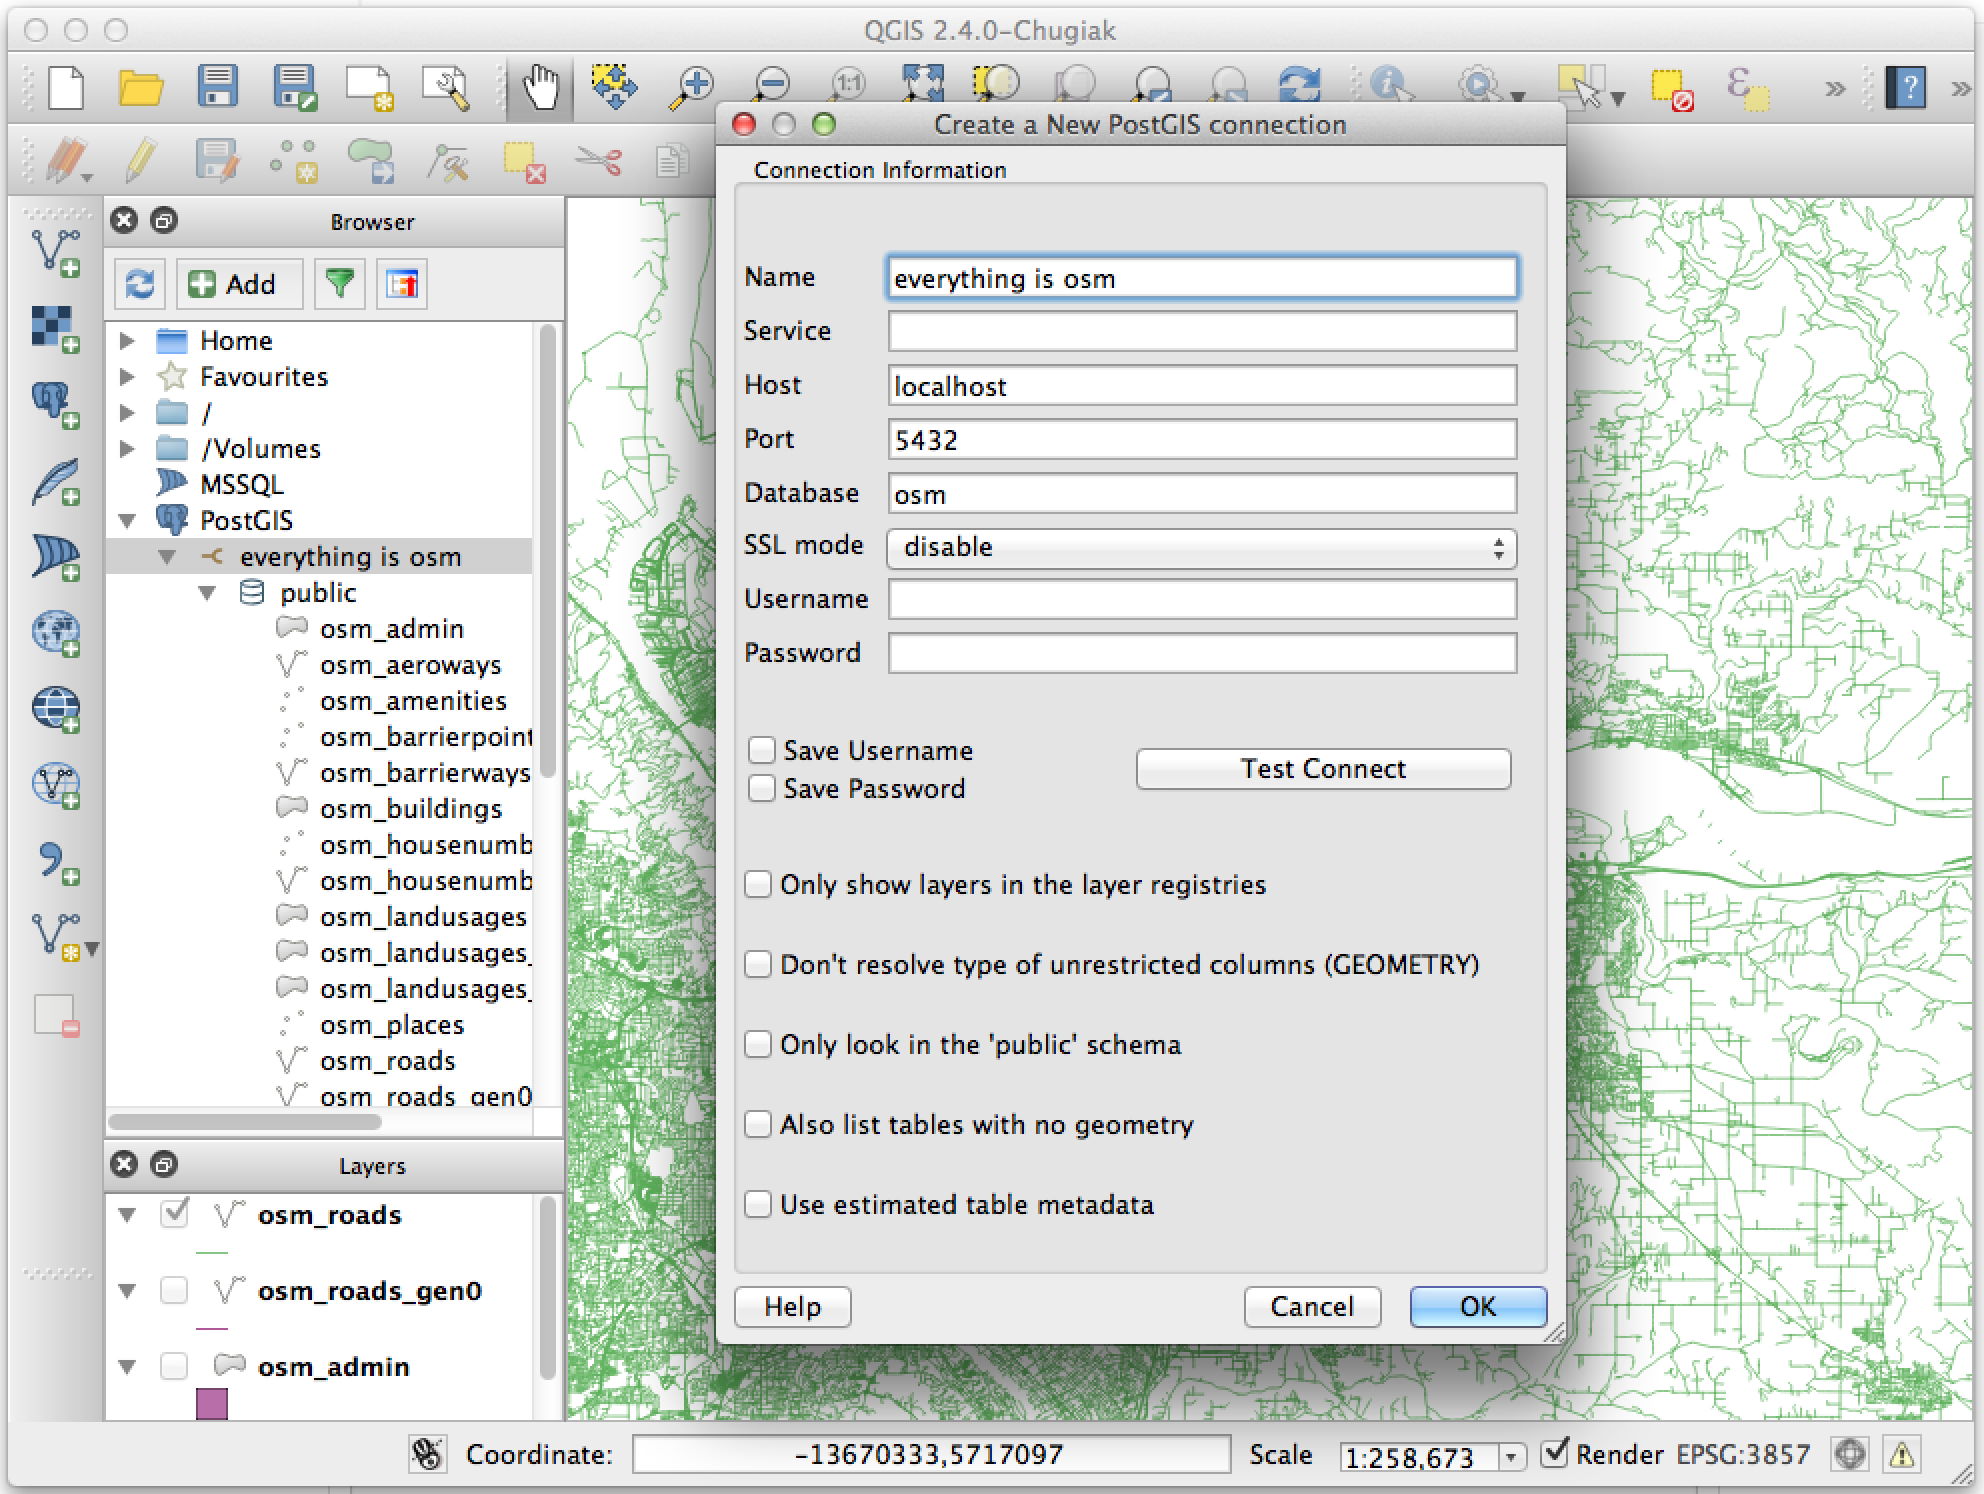 QGIS 2.4.0-Chugiak
1:1
?
ε
Create a New PostGIS connection
Connection Information
Name
everything is osm
Service
Host
localhost
Port
5432
Database
osm
SSL mode
disable
Username
Password
Save Username
Save Password
Test Connect
Only show layers in the layer registries
Don't resolve type of unrestricted columns (GEOMETRY)
Only look in the 'public' schema
Also list tables with no geometry
Use estimated table metadata
Help
Cancel
OK
Browser
Add
Home
Favourites
/
/Volumes
MSSQL
PostGIS
everything is osm
public
osm_admin
osm_aeroways
osm_amenities
osm_barrierpoint
osm_barrierways
osm_buildings
osm_housenumb
osm_housenumb
osm_landusages
osm_landusages_
osm_landusages_
osm_places
osm_roads
osm_roads_gen0
Layers
osm_roads
osm_roads_gen0
osm_admin
Coordinate:
-13670333,5717097
Scale
1:258,673
Render
EPSG:3857